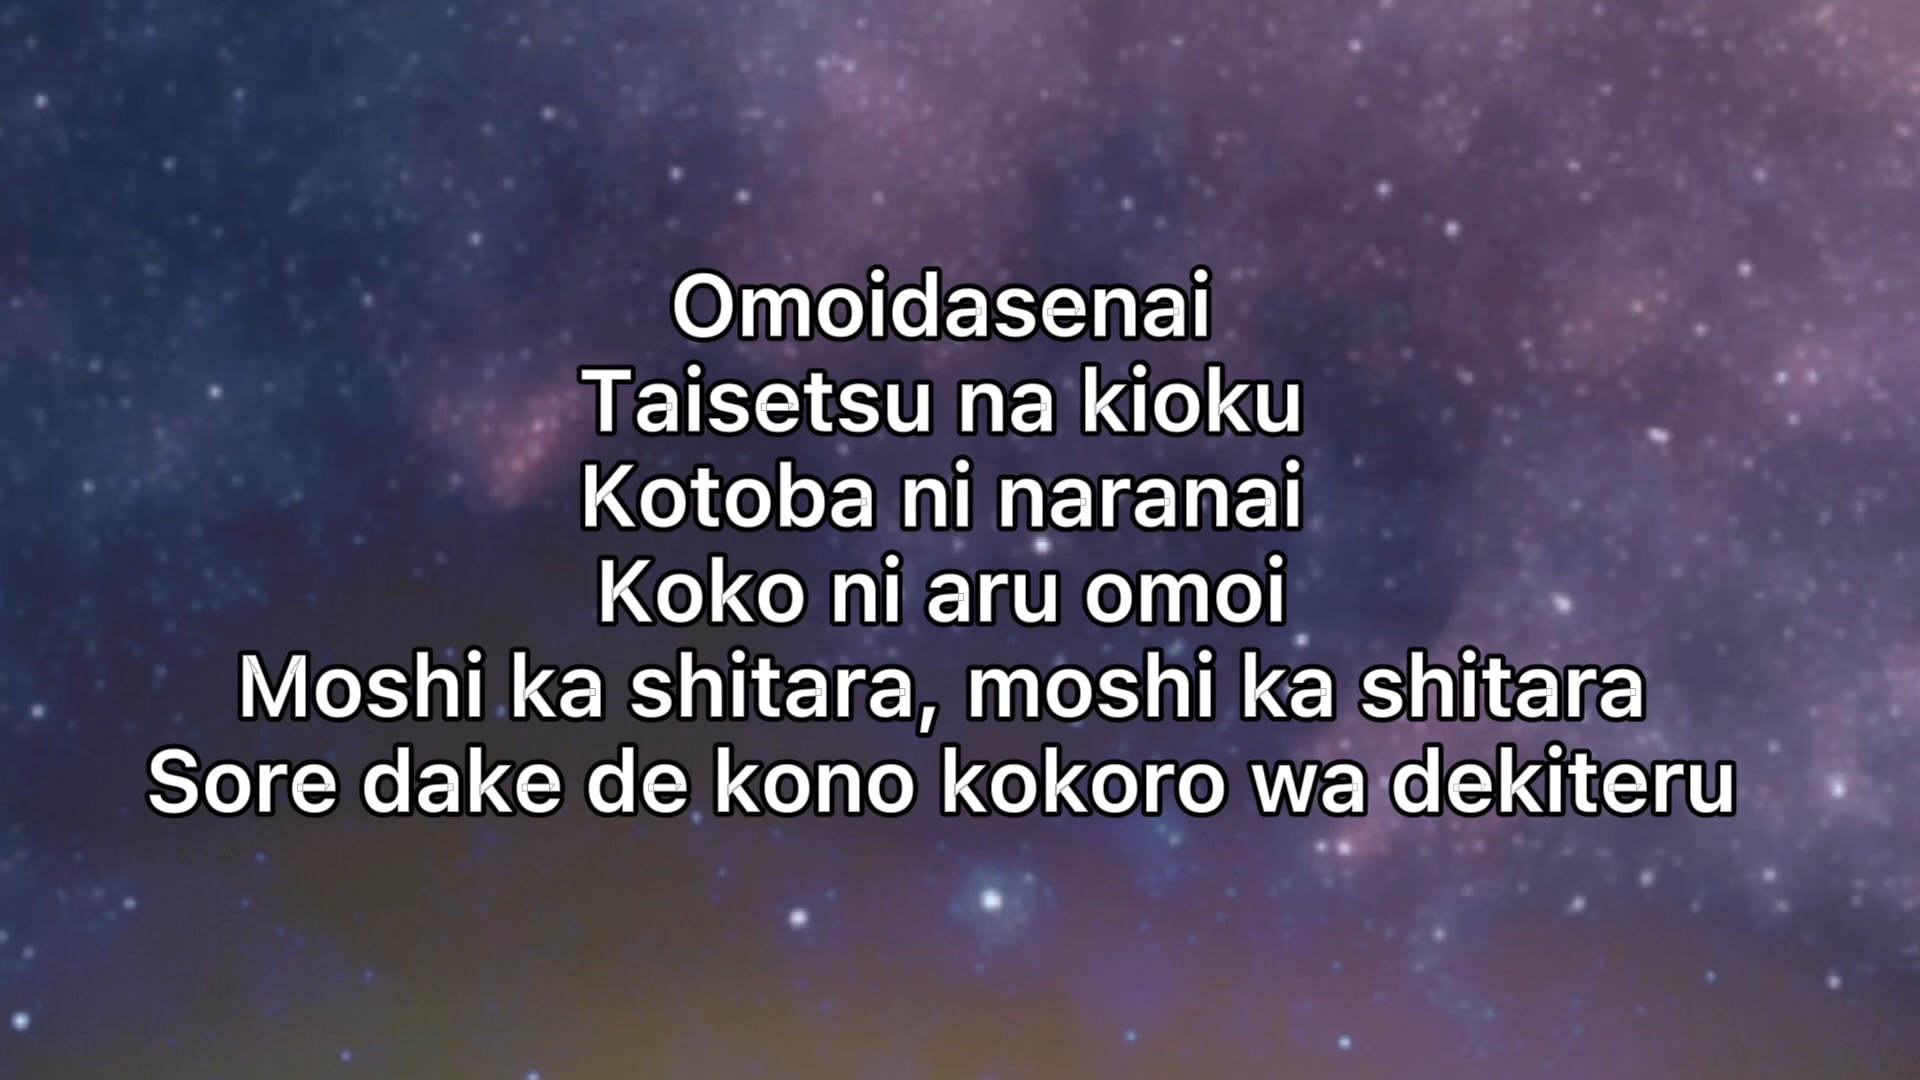 Omoidasenai
Taisetsu na kioku
Kotoba ni naranai
Koko ni aru omoi
Moshi ka shitara, moshi ka shitara
Sore dake de kono kokoro wa dekiteru